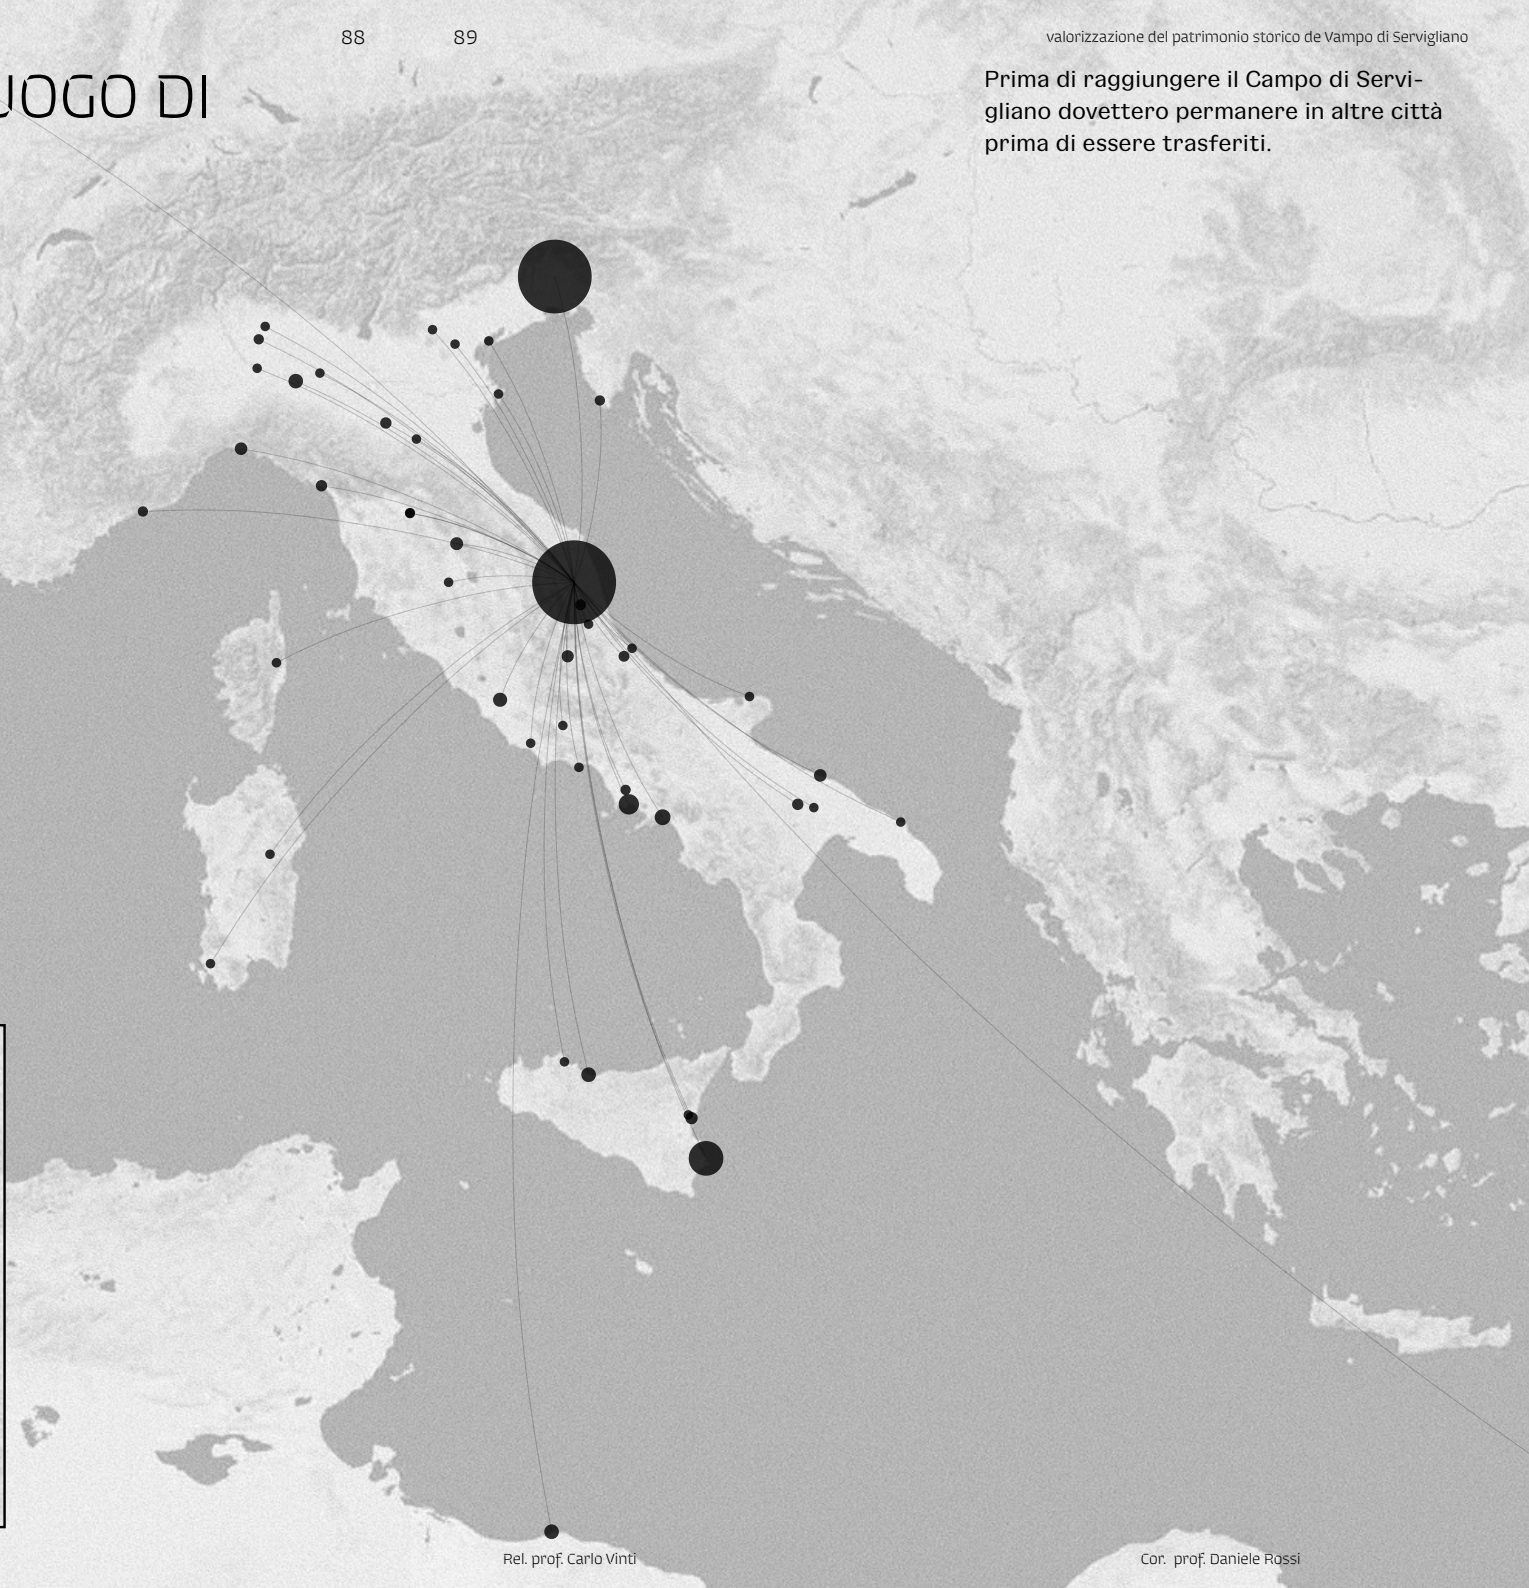 88 89
valorizzazione del patrimonio storico de Vampo di Servigliano
UOGO DI
Prima di raggiungere il Campo di Servi-
gliano dovettero permanere in altre città
prima di essere trasferiti.
Rel. prof. Carlo Vinti
Cor. prof. Daniele Rossi